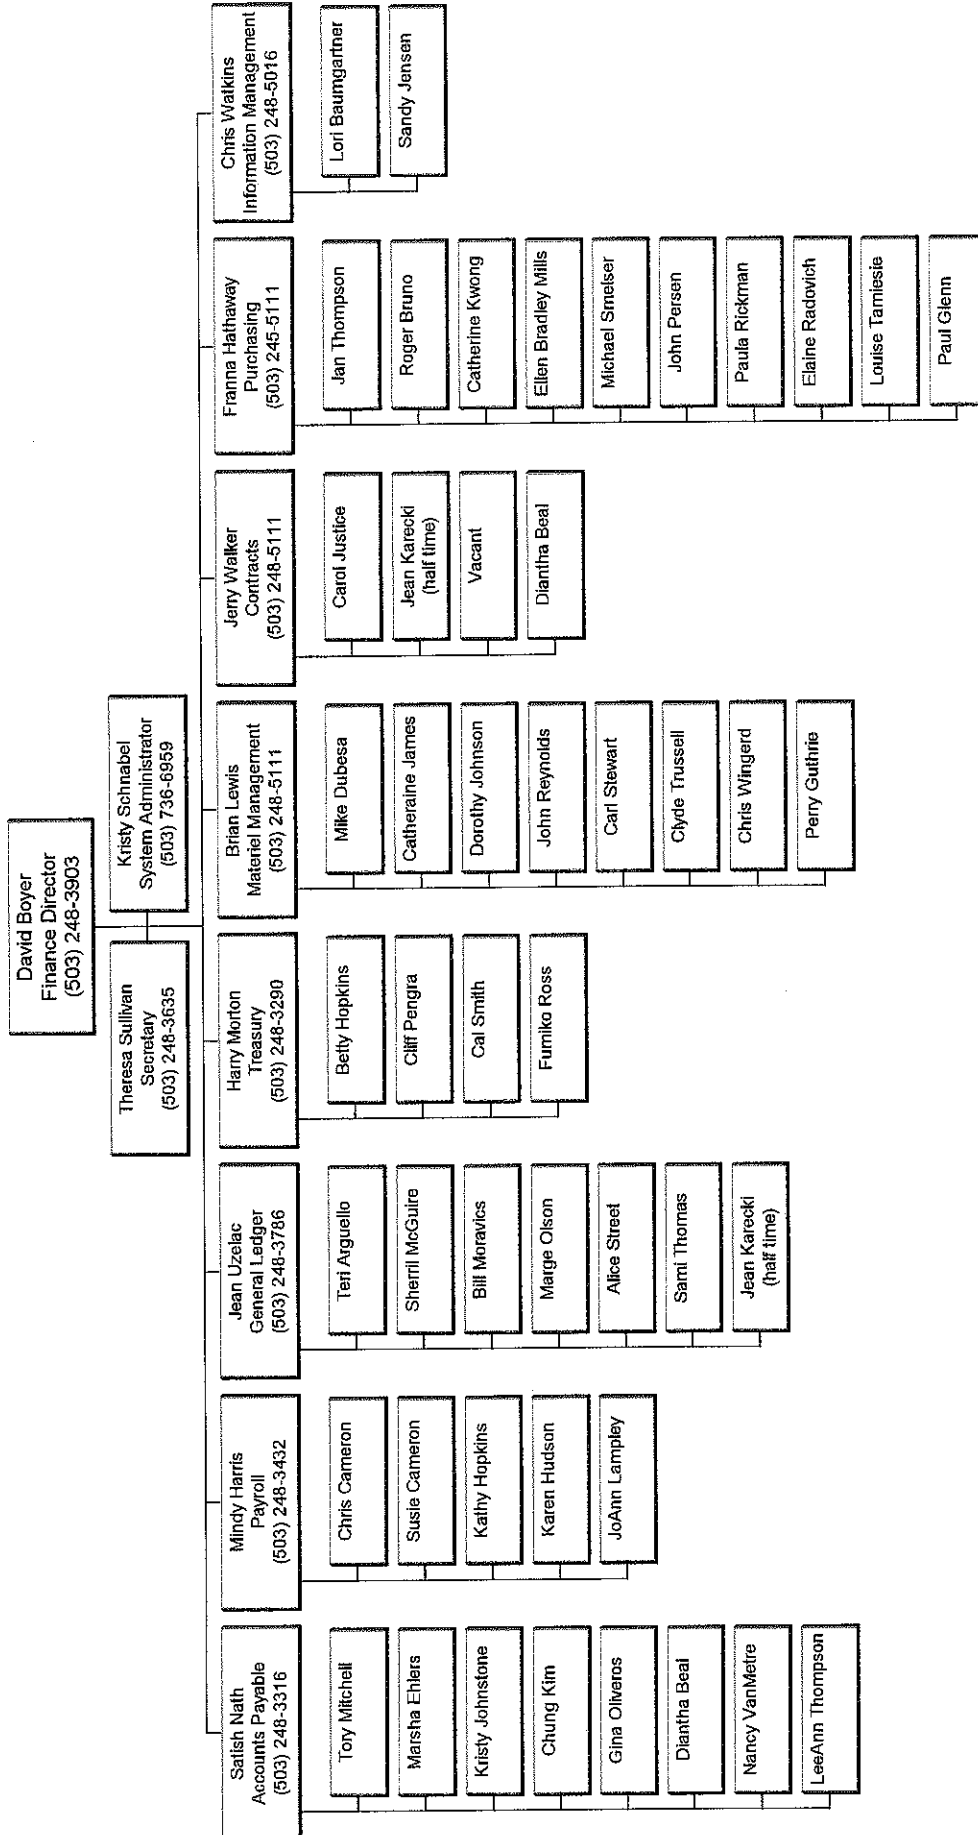 David Boyer
Finance Director
(503) 248-3903
Theresa Sullivan
Secretary
(503) 248-3635
Kristy Schnabel
System Administrator
(503) 736-6959
Satish Nath
Accounts Payable
(503) 248-3316
Tory Mitchell
Marsha Ehlers
Kristy Johnstone
Chung Kim
Gina Oliveros
Diantha Beal
Nancy VanMetre
LeeAnn Thompson
Mindy Harris
Payroll
(503) 248-3432
Chris Cameron
Susie Cameron
Kathy Hopkins
Karen Hudson
JoAnn Lampley
Jean Uzelac
General Ledger
(503) 248-3786
Teri Arguello
Sherril McGuire
Bill Moravics
Marge Olson
Alice Street
Sami Thomas
Jean Karecki
(half time)
Harry Morton
Treasury
(503) 248-3290
Betty Hopkins
Cliff Pengra
Cal Smith
Fumiko Ross
Brian Lewis
Materiel Management
(503) 248-5111
Mike Dubesa
Catheraine James
Dorothy Johnson
John Reynolds
Carl Stewart
Clyde Trussell
Chris Wingerd
Perry Guthrie
Jerry Walker
Contracts
(503) 248-5111
Carol Justice
Jean Karecki
(half time)
Vacant
Diantha Beal
Franna Hathaway
Purchasing
(503) 245-5111
Jan Thompson
Roger Bruno
Catherine Kwong
Ellen Bradley Mills
Michael Smelser
John Persen
Paula Rickman
Elaine Radovich
Louise Tamiesie
Paul Glenn
Chris Watkins
Information Management
(503) 248-5016
Lori Baumgartner
Sandy Jensen